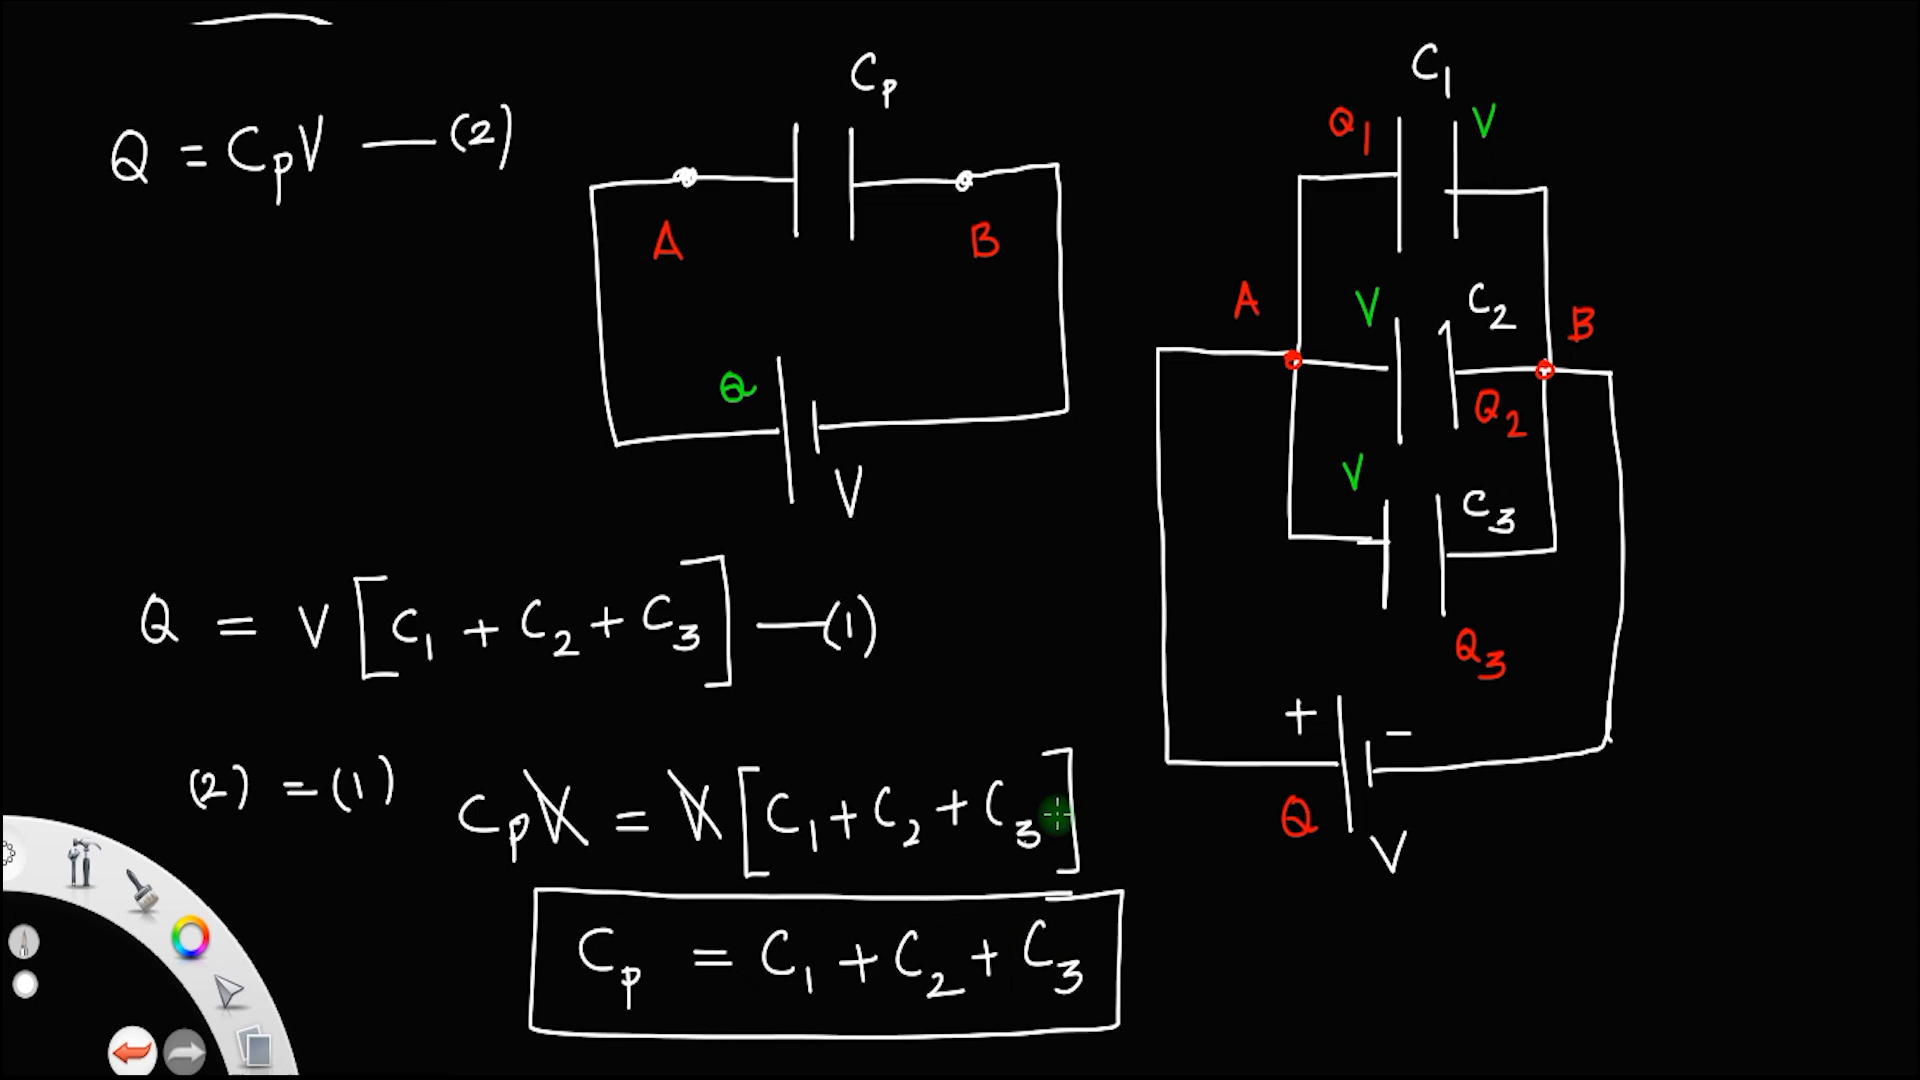 Q = CpV — (2)
Cp
A
B
Q
V
C1
Q1
V
A
V
C2
B
Q2
V
C3
Q3
+ −
Q
V
Q = V [C1 + C2 + C3] — (1)
(2) = (1) CpV = V [C1 + C2 + C3]
Cp = C1 + C2 + C3